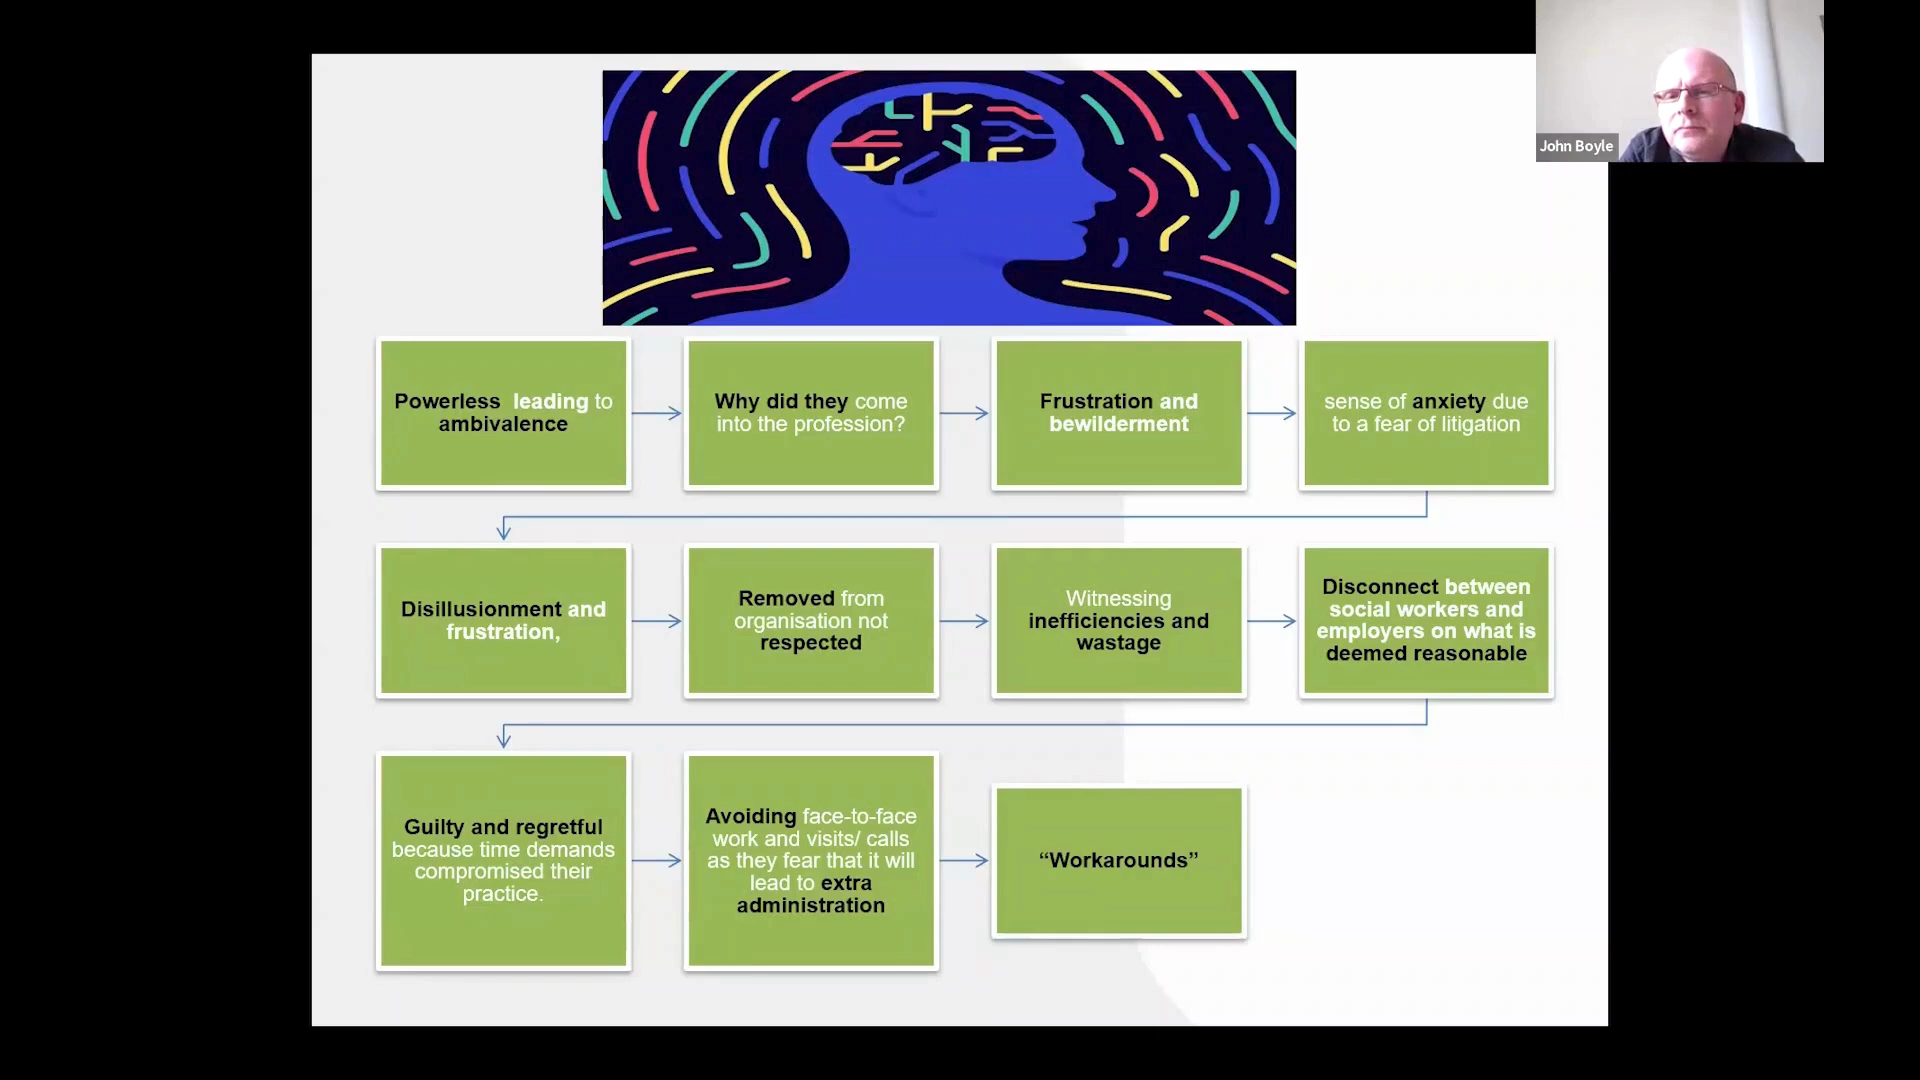 John Boyle
Powerless leading to
ambivalence
Why did they come
into the profession?
Frustration and
bewilderment
sense of anxiety due
to a fear of litigation
Disillusionment and
frustration,
Removed from
organisation not
respected
Witnessing
inefficiencies and
wastage
Disconnect between
social workers and
employers on what is
deemed reasonable
Guilty and regretful
because time demands
compromised their
practice.
Avoiding face-to-face
work and visits/ calls
as they fear that it will
lead to extra
administration
“Workarounds”